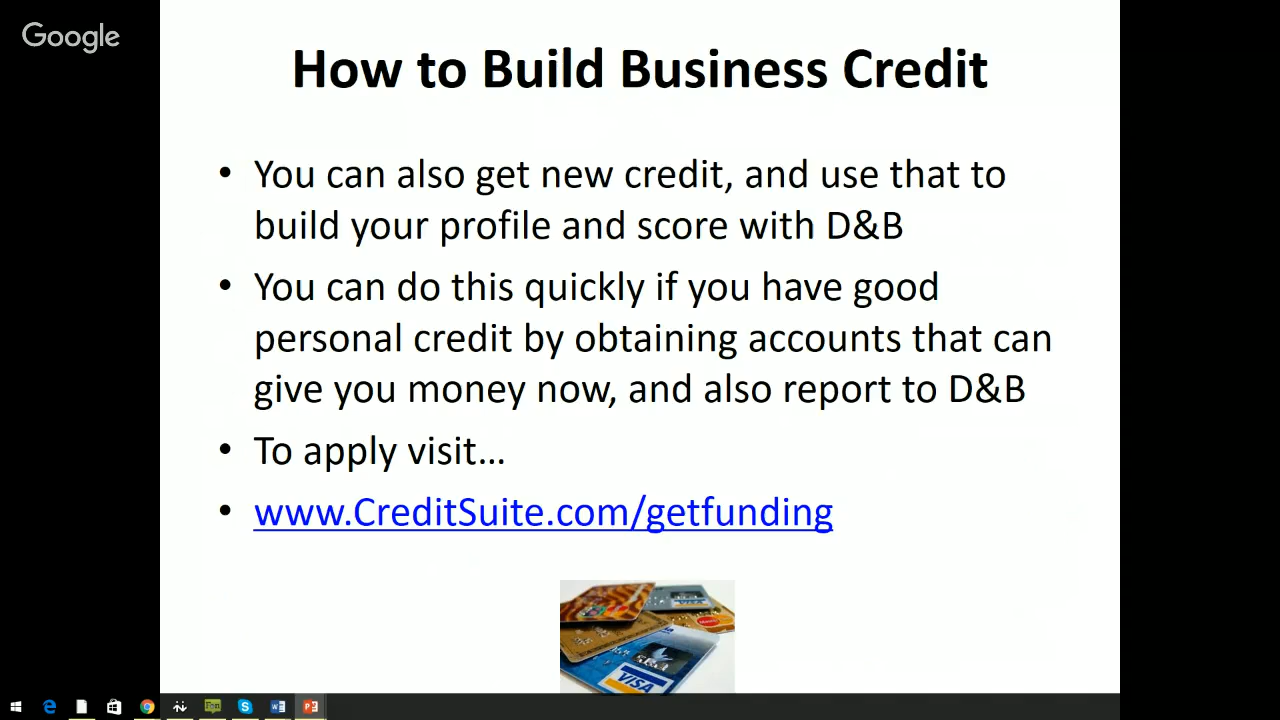 Google
How to Build Business Credit
• You can also get new credit, and use that to
build your profile and score with D&B
• You can do this quickly if you have good
personal credit by obtaining accounts that can
give you money now, and also report to D&B
• To apply visit…
• www.CreditSuite.com/getfunding
VISA